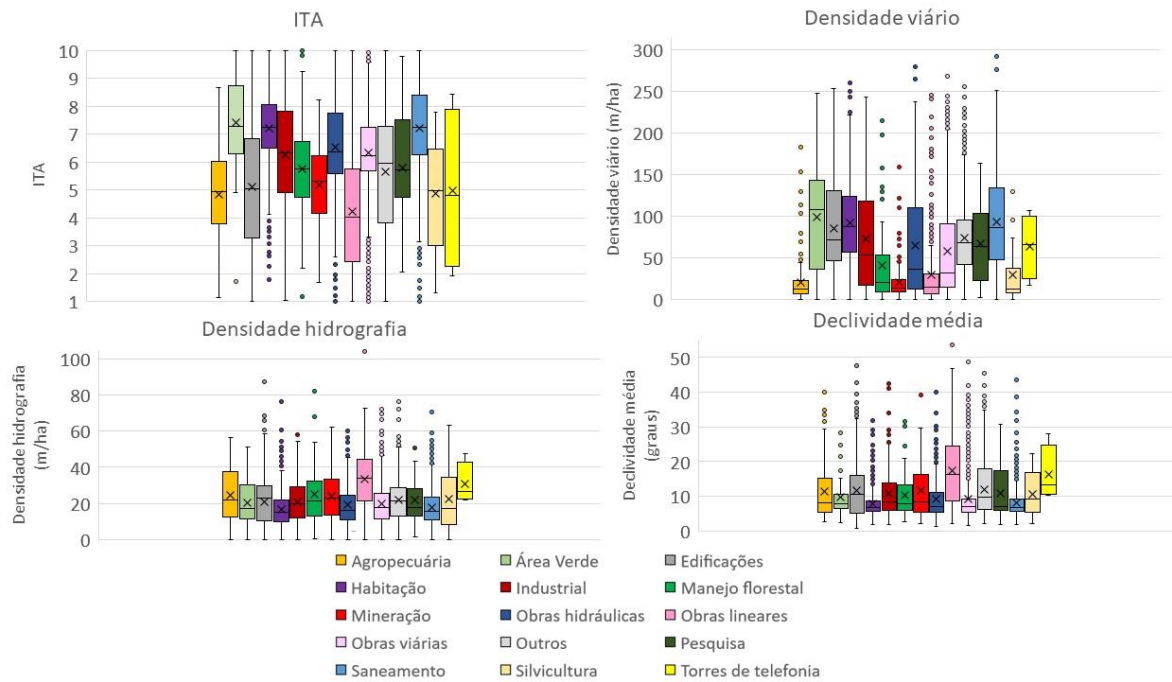 ITA
10
9
8
7
6
5
4
3
2
1
ITA
Densidade viário
300
250
200
150
100
50
0
Densidade viário (m/ha)
Densidade hidrografia
100
80
60
40
20
0
Densidade hidrografia
(m/ha)
Declividade média
50
40
30
20
10
0
Declividade média
(graus)
Agropecuária Área Verde Edificações
Habitação Industrial Manejo florestal
Mineração Obras hidráulicas Obras lineares
Obras viárias Outros Pesquisa
Saneamento Silvicultura Torres de telefonia